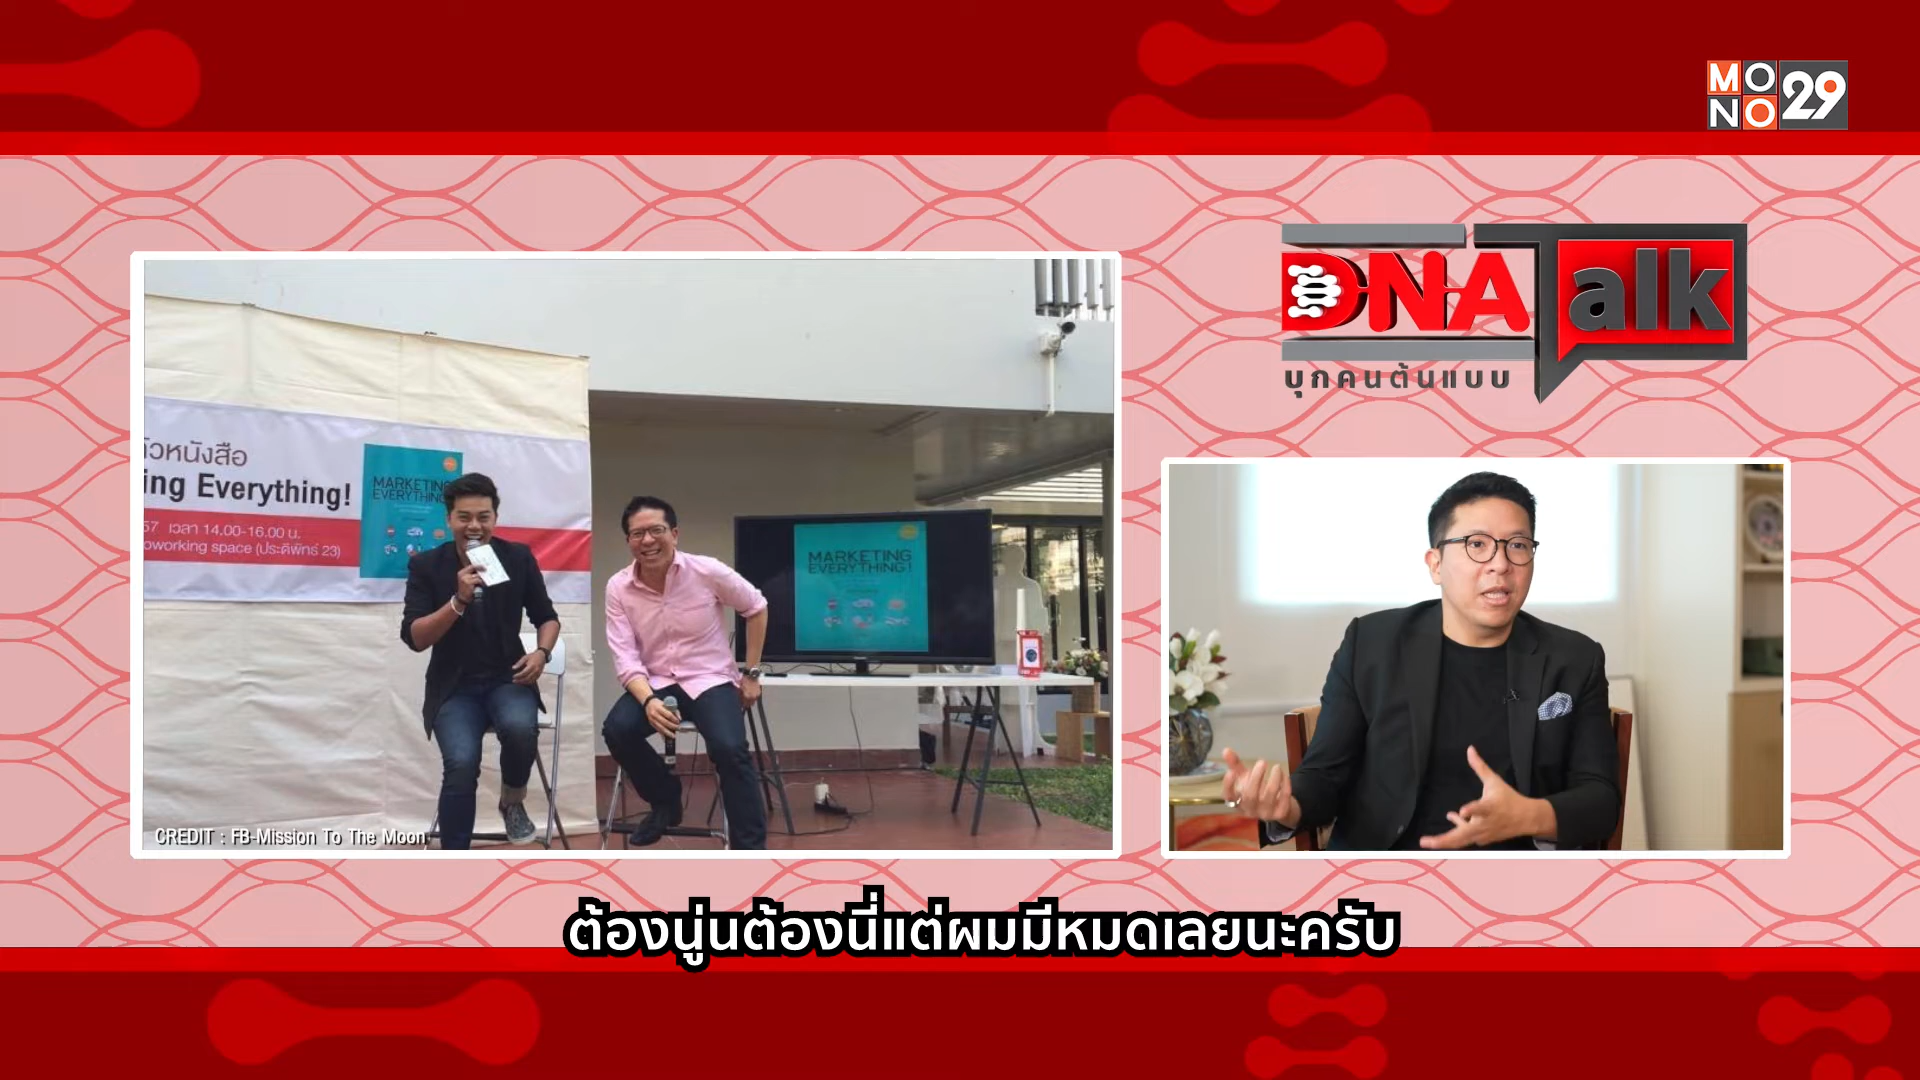 MONO29
DNA Talk
บุกคนต้นแบบ
ตัวหนังสือ
ing Everything!
57 เวลา 14.00-16.00 น.
oworking space (ประดิพัทธ์ 23)
MARKETING
EVERYTHING
MARKETING
EVERYTHING!
CREDIT : FB-Mission To The Moon
ต้องนู่นต้องนี่แต่ผมมีหมดเลยนะครับ